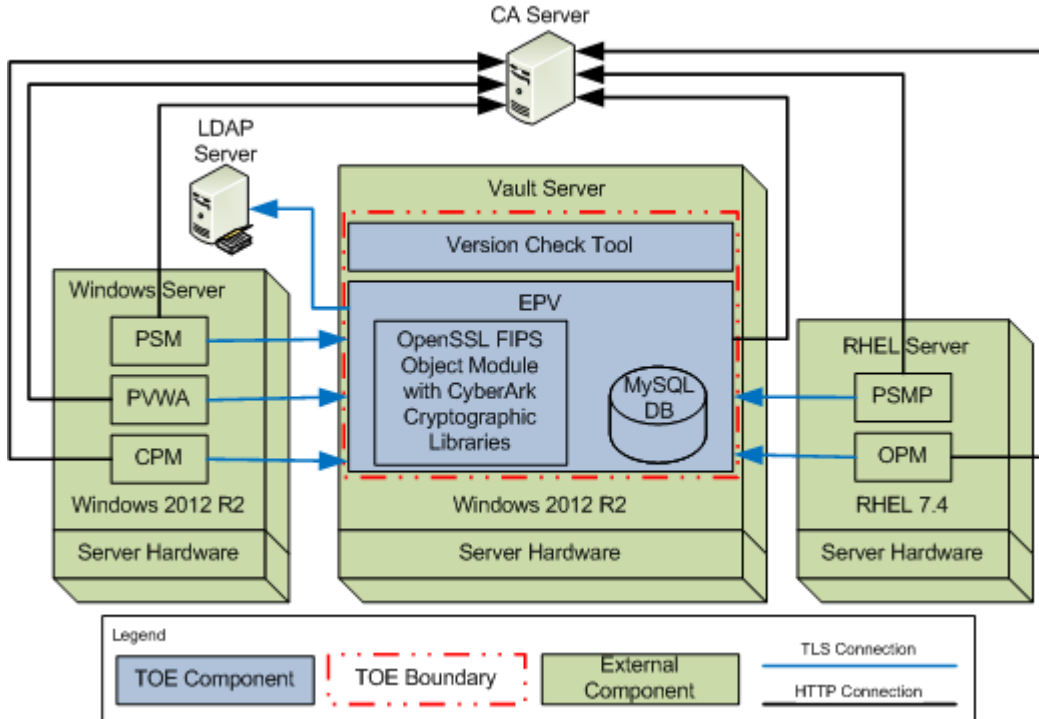 CA Server
LDAP
Server
Vault Server
Version Check Tool
EPV
OpenSSL FIPS
Object Module
with CyberArk
Cryptographic
Libraries
MySQL
DB
Windows 2012 R2
Server Hardware
Windows Server
PSM
PVWA
CPM
Windows 2012 R2
Server Hardware
RHEL Server
PSMP
OPM
RHEL 7.4
Server Hardware
Legend
TOE Component
TOE Boundary
External
Component
TLS Connection
HTTP Connection